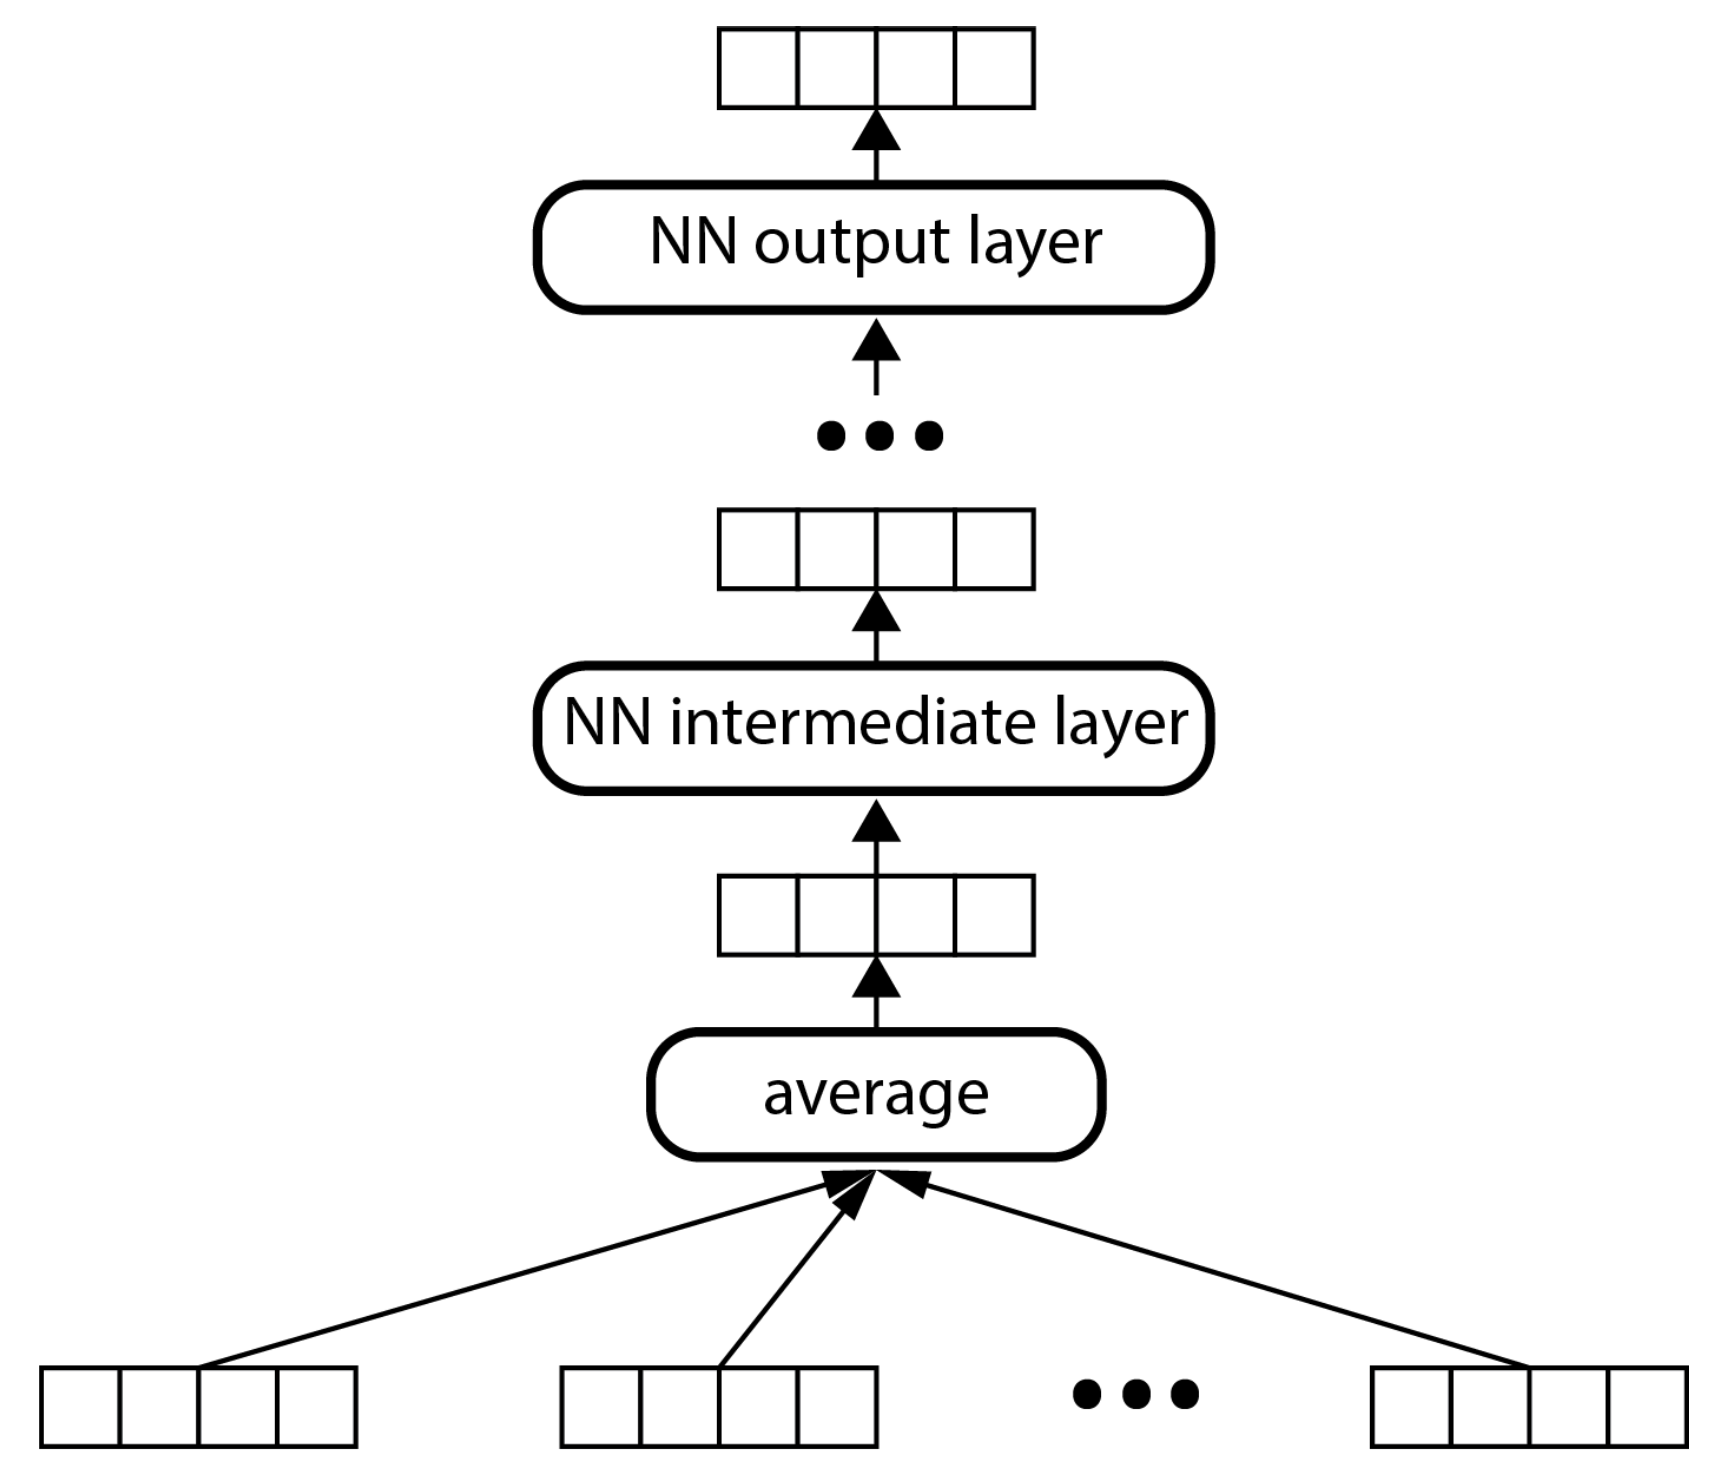 NN output layer
NN intermediate layer
average